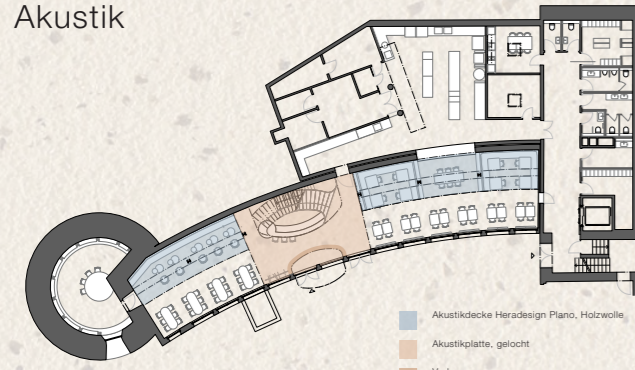 Akustik
Akustikdecke Heradesign Plano, Holzwolle
Akustikplatte, gelocht